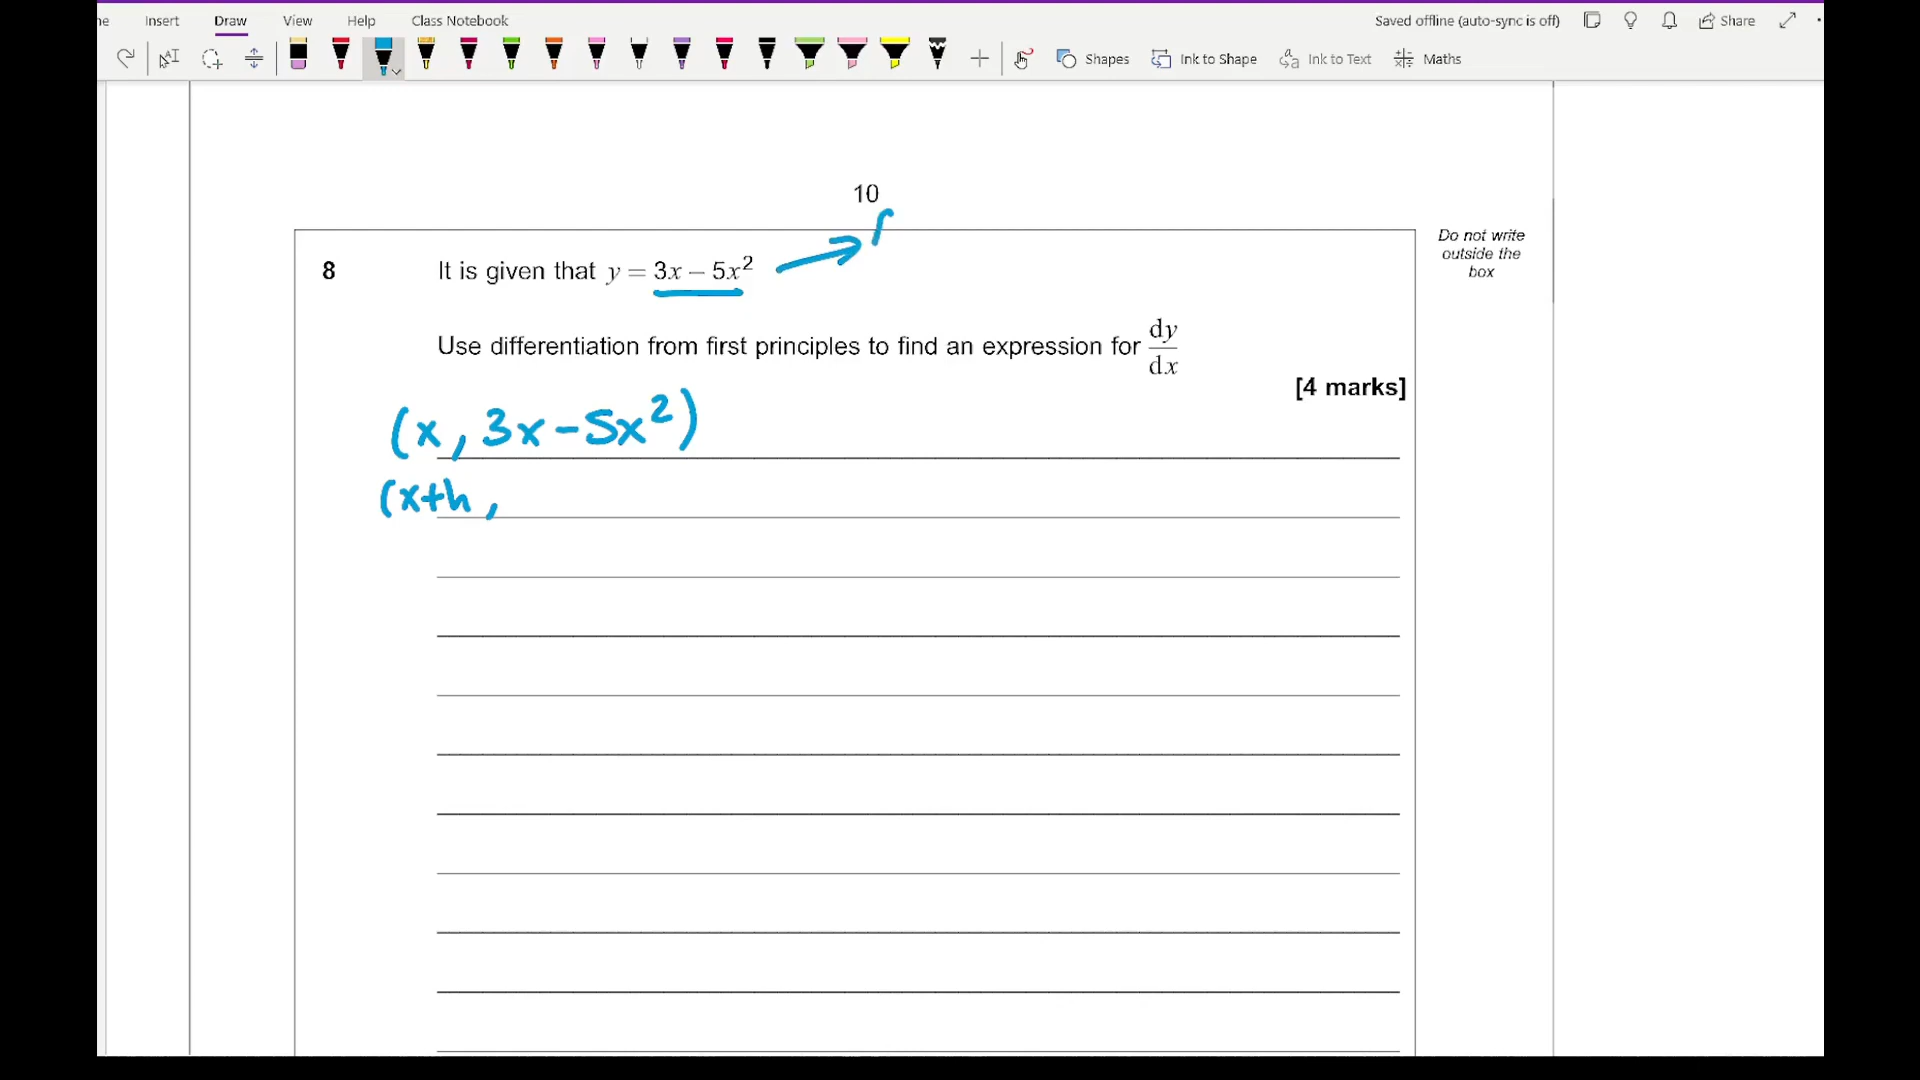 Insert Draw View Help Class Notebook Saved offline (auto-sync is off) Share
Shapes Ink to Shape Ink to Text Maths
10
Do not write
outside the
box
8 It is given that y = 3x – 5x²
Use differentiation from first principles to find an expression for dy/dx
[4 marks]
(x, 3x-5x²)
(x+h,